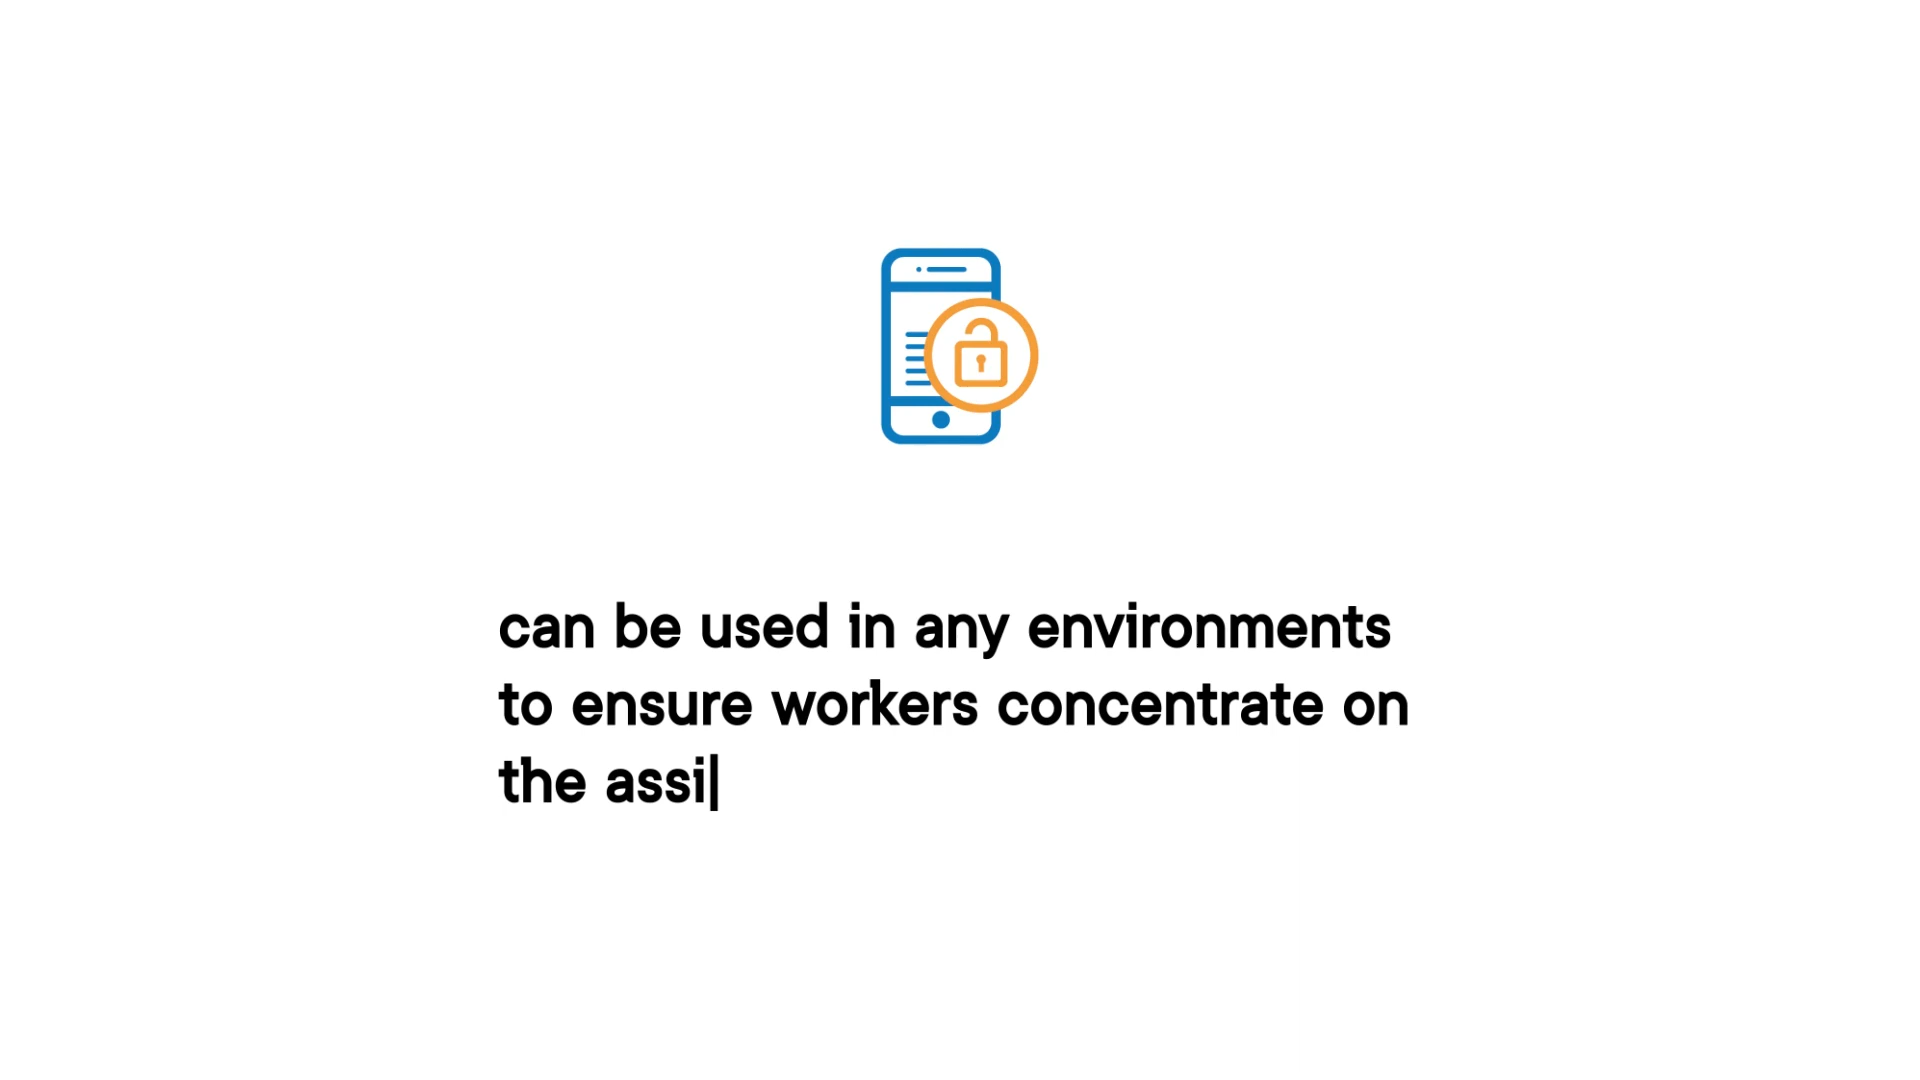 can be used in any environments
to ensure workers concentrate on
the assi